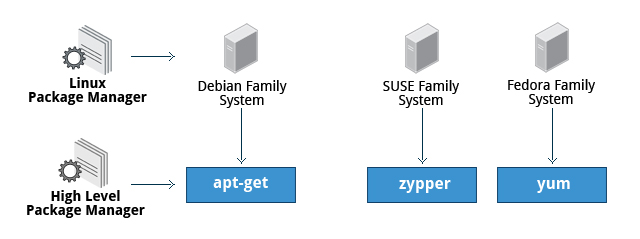 Linux
Package Manager
Debian Family
System
SUSE Family
System
Fedora Family
System
High Level
Package Manager
apt-get
zypper
yum